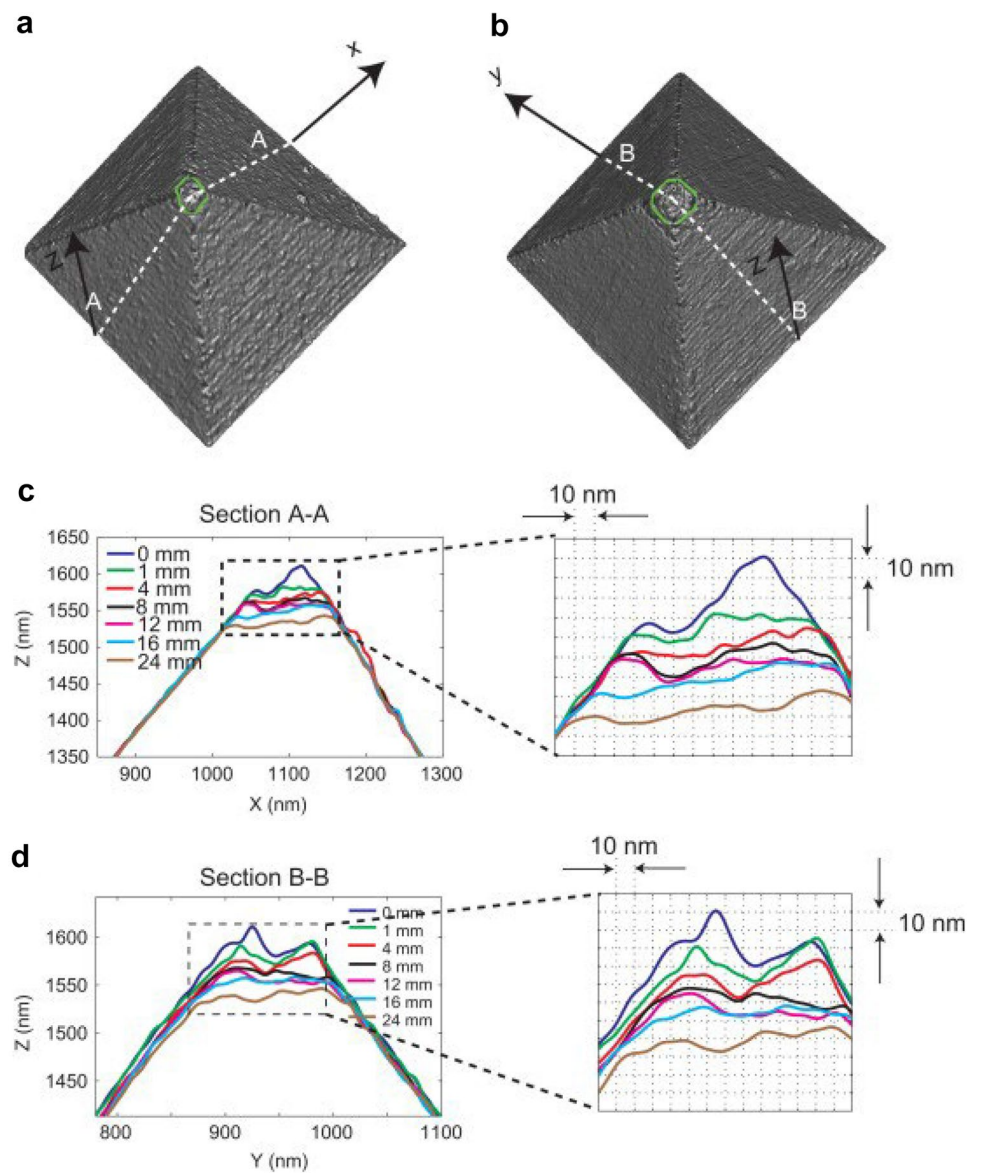 a
b
x
y
A
B
Z
A
Z
B
c
10 nm
Section A-A
1650
0 mm
1600
1 mm
4 mm
10 nm
1550
8 mm
12 mm
1500
16 mm
24 mm
1450
1400
1350
900 1000 1100 1200 1300
Z (nm)
X (nm)
d
10 nm
Section B-B
0 mm
1600
1 mm
4 mm
10 nm
8 mm
1550
12 mm
16 mm
1500
24 mm
1450
800 900 1000 1100
Z (nm)
Y (nm)